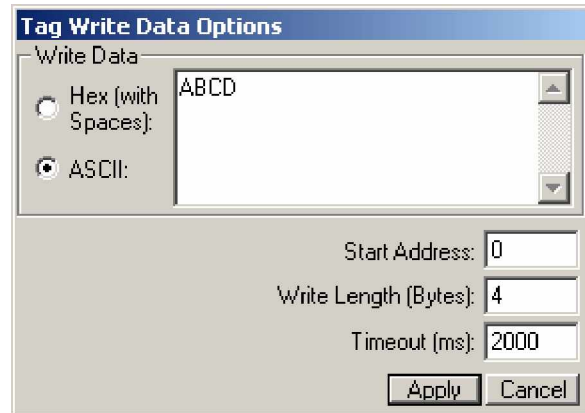 Tag Write Data Options
Write Data
Hex (with
Spaces):
ABCD
ASCII:
Start Address: 0
Write Length (Bytes): 4
Timeout (ms): 2000
Apply Cancel